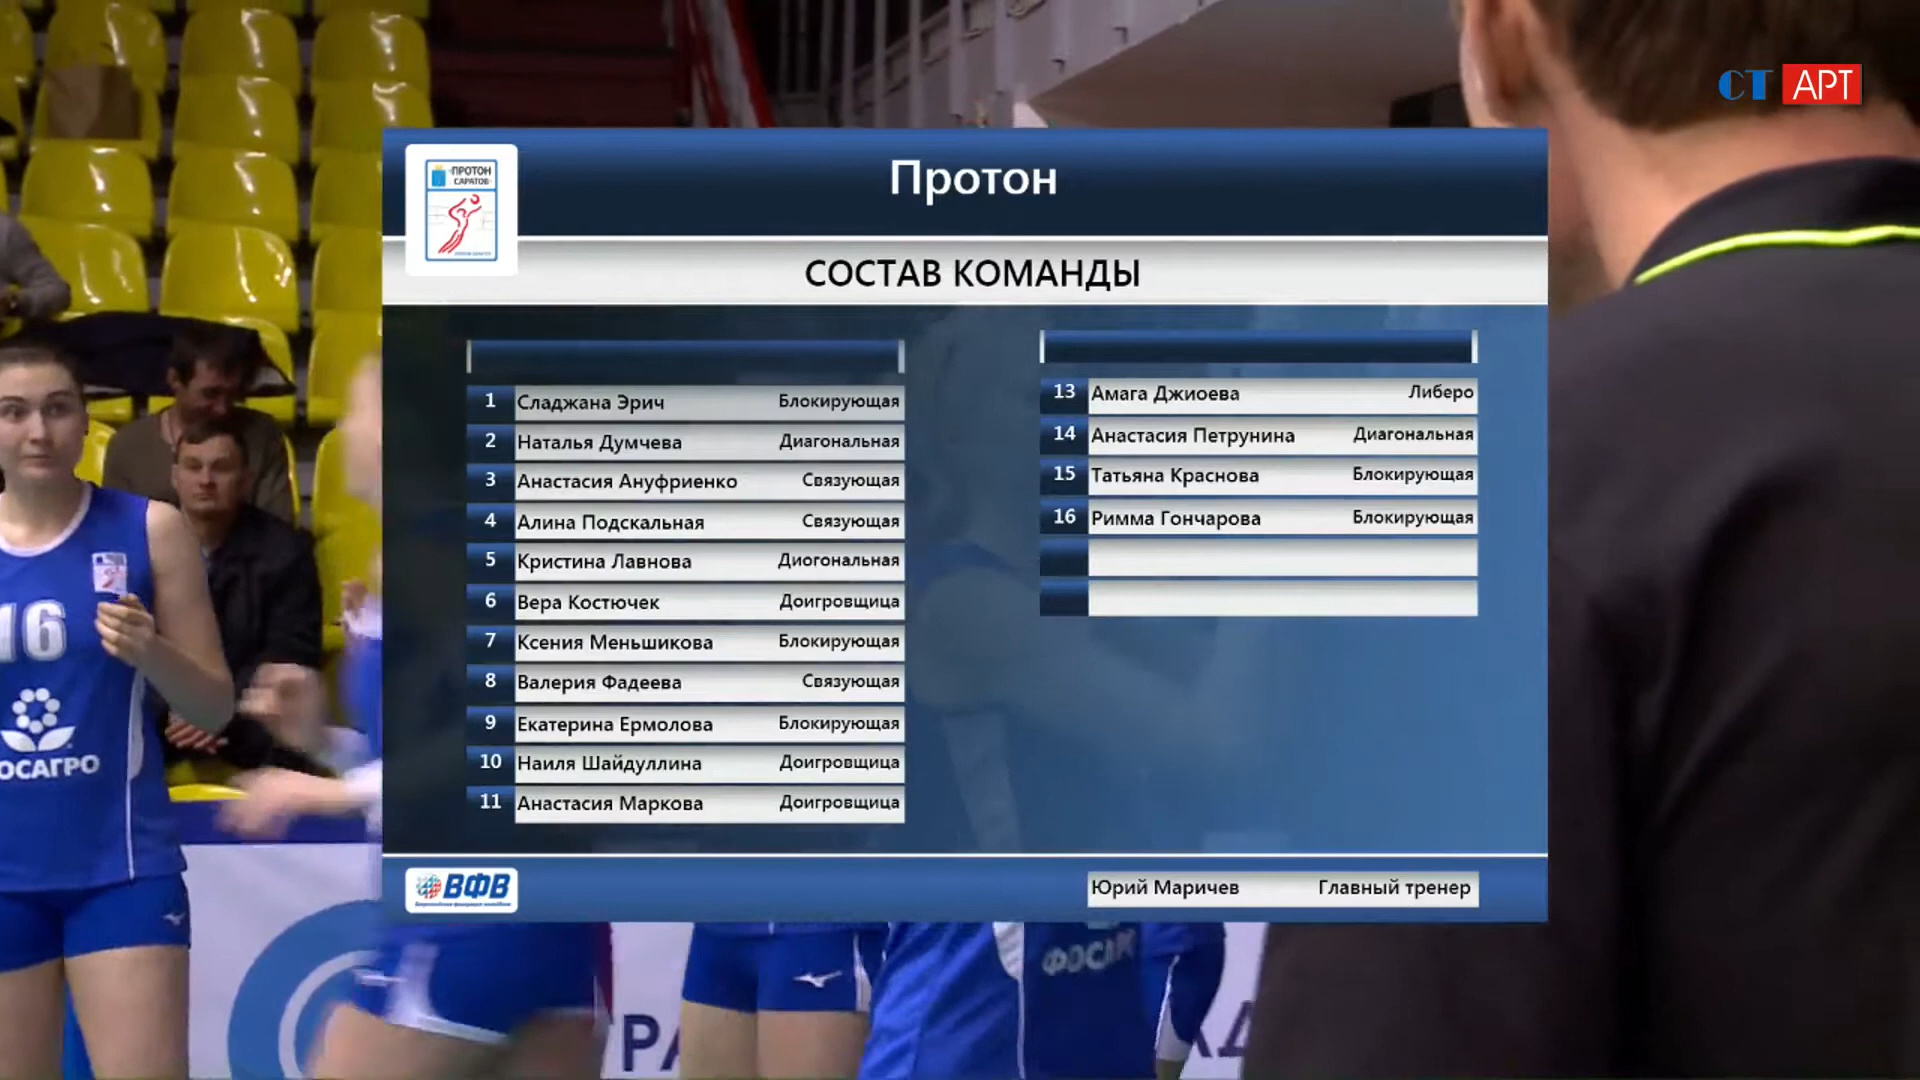 СТ АРТ
ПРОТОН
САРАТОВ
Протон
СОСТАВ КОМАНДЫ
1 Сладжана Эрич Блокирующая
2 Наталья Думчева Диагональная
3 Анастасия Ануфриенко Связующая
4 Алина Подскальная Связующая
5 Кристина Лавнова Диогональная
6 Вера Костючек Доигровщица
7 Ксения Меньшикова Блокирующая
8 Валерия Фадеева Связующая
9 Екатерина Ермолова Блокирующая
10 Наиля Шайдуллина Доигровщица
11 Анастасия Маркова Доигровщица
13 Амага Джиоева Либеро
14 Анастасия Петрунина Диагональная
15 Татьяна Краснова Блокирующая
16 Римма Гончарова Блокирующая
ВФВ
Юрий Маричев Главный тренер
16
ОСАГРО
ФОСАГР